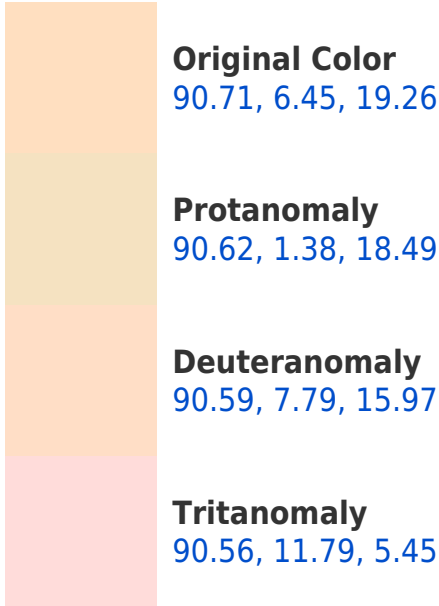 Original Color
90.71, 6.45, 19.26
Protanomaly
90.62, 1.38, 18.49
Deuteranomaly
90.59, 7.79, 15.97
Tritanomaly
90.56, 11.79, 5.45